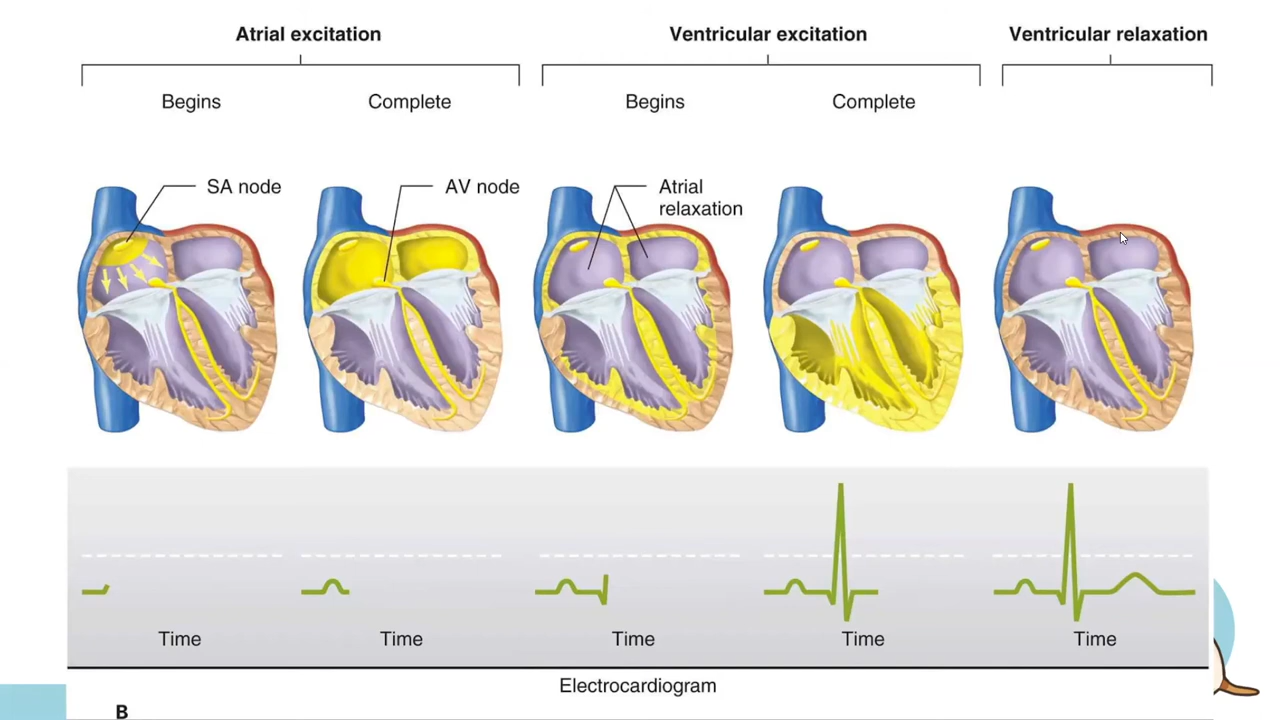 Atrial excitation
Ventricular excitation
Ventricular relaxation
Begins
Complete
Begins
Complete
SA node
AV node
Atrial
relaxation
Time
Time
Time
Time
Time
Electrocardiogram
B